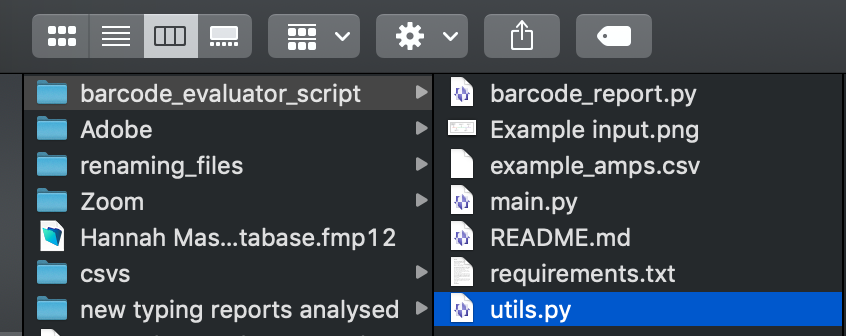 barcode_evaluator_script
Adobe
renaming_files
Zoom
Hannah Mas...tabase.fmp12
csvs
new typing reports analysed
barcode_report.py
Example input.png
example_amps.csv
main.py
README.md
requirements.txt
utils.py